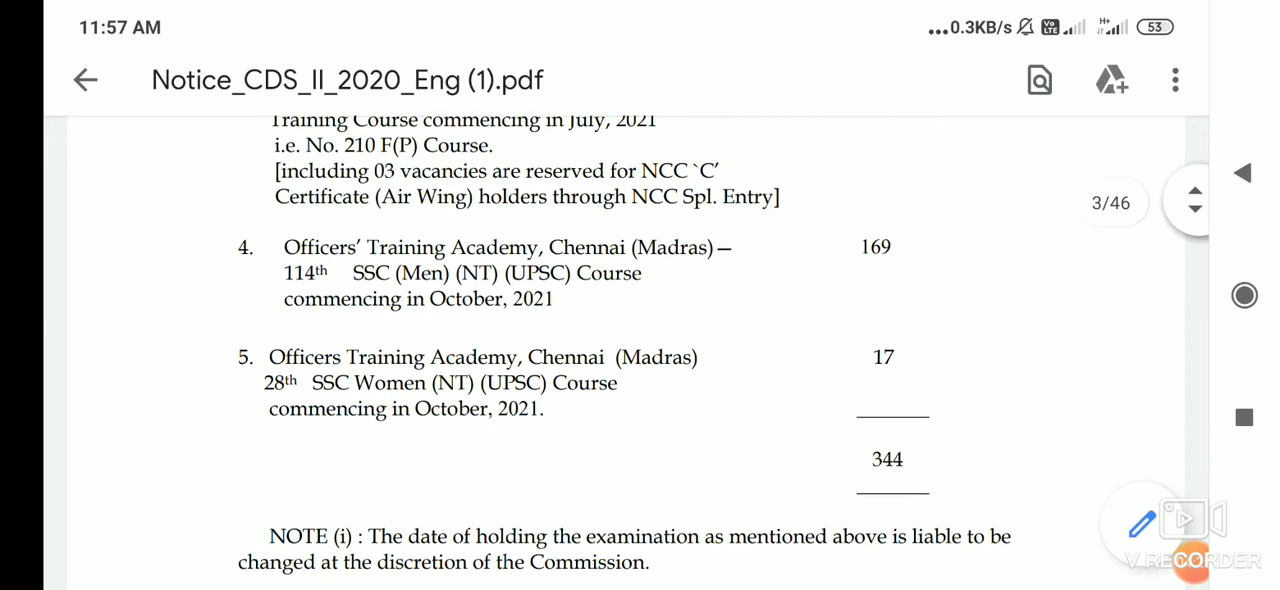 11:57 AM
...0.3KB/s Vo LTE H+ 53
Notice_CDS_II_2020_Eng (1).pdf
Training Course commencing in July, 2021
i.e. No. 210 F(P) Course.
[including 03 vacancies are reserved for NCC `C′
Certificate (Air Wing) holders through NCC Spl. Entry]
3/46
4. Officers’ Training Academy, Chennai (Madras) — 169
114th SSC (Men) (NT) (UPSC) Course
commencing in October, 2021
5. Officers Training Academy, Chennai (Madras) 17
28th SSC Women (NT) (UPSC) Course
commencing in October, 2021.
344
NOTE (i) : The date of holding the examination as mentioned above is liable to be
changed at the discretion of the Commission.
V RECORDER